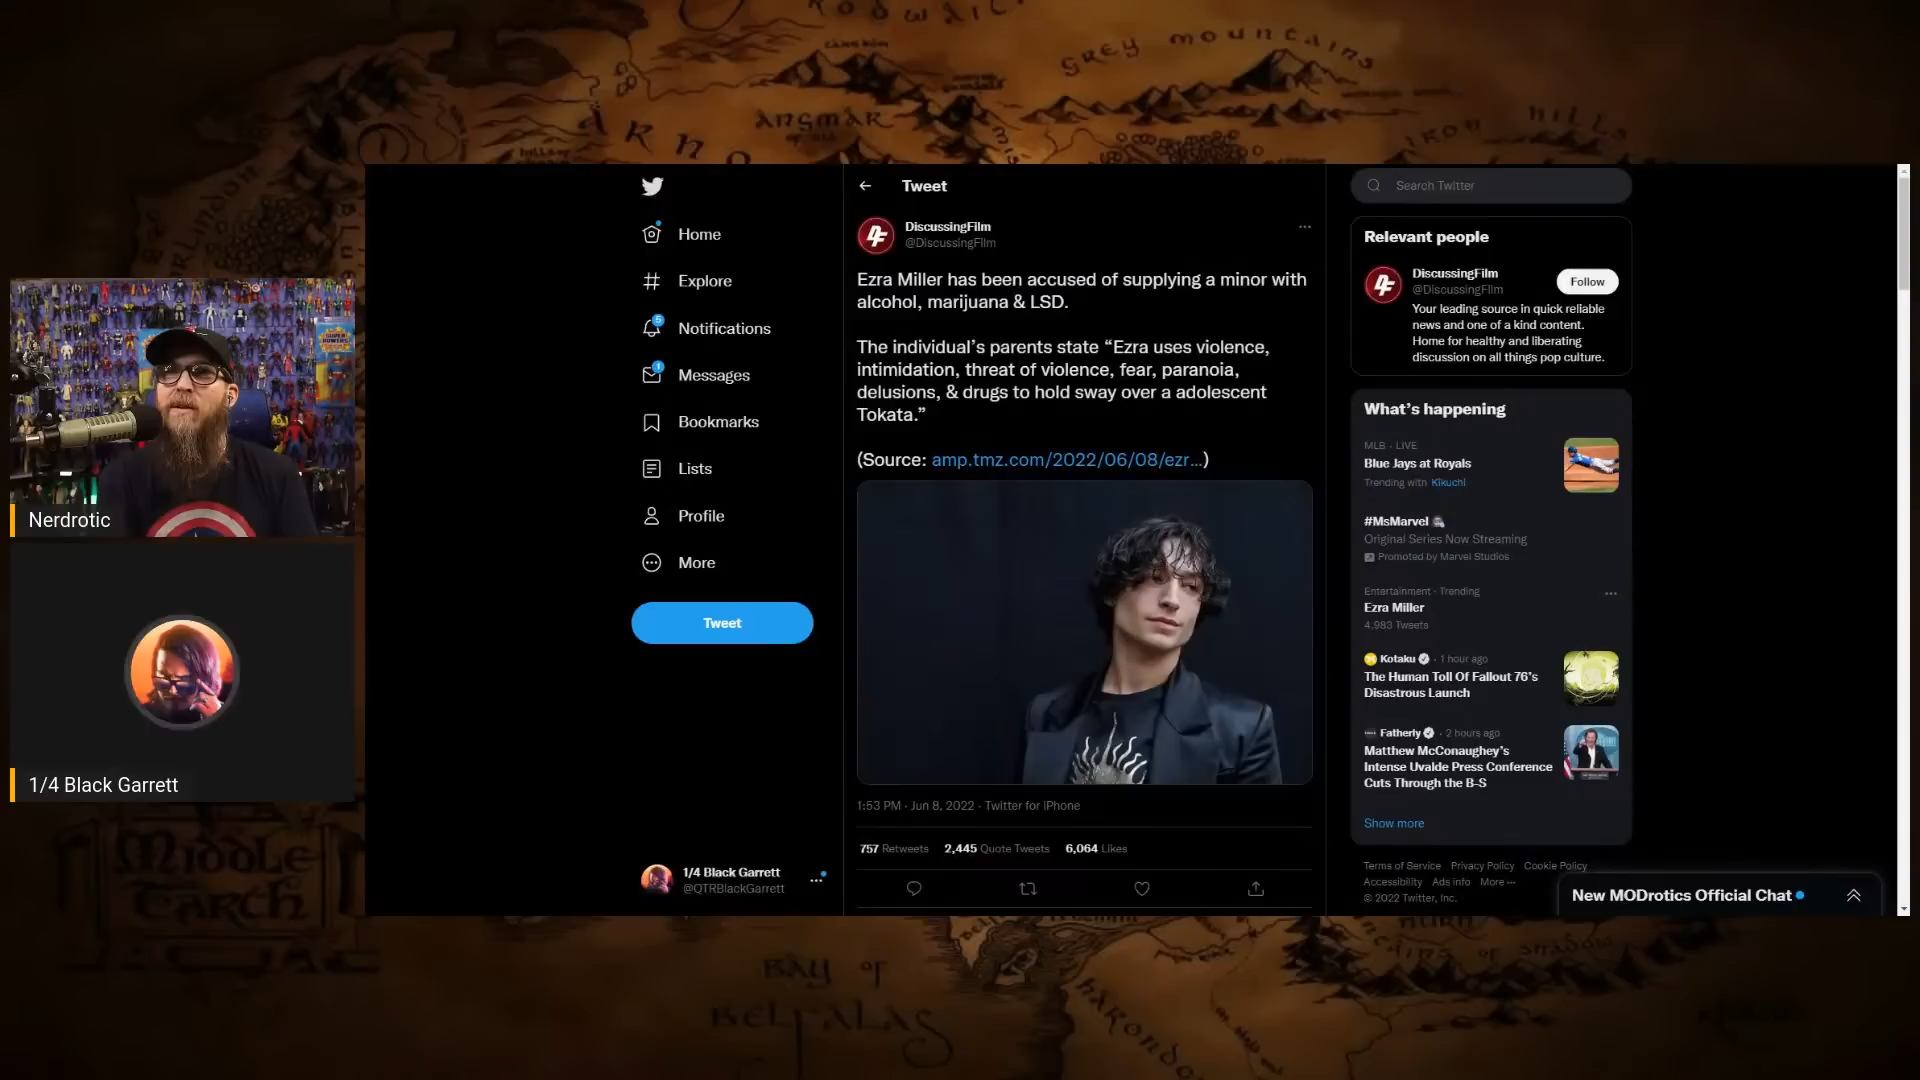 GREY MOUNTAINS
ANGMAR
IRON HILLS
Nerdrotic
1/4 Black Garrett
Home
Explore
5
Notifications
1
Messages
Bookmarks
Lists
Profile
More
Tweet
1/4 Black Garrett
@QTRBlackGarrett
Tweet
DiscussingFilm
@DiscussingFilm
Ezra Miller has been accused of supplying a minor with
alcohol, marijuana & LSD.
The individual’s parents state “Ezra uses violence,
intimidation, threat of violence, fear, paranoia,
delusions, & drugs to hold sway over a adolescent
Tokata.”
(Source: amp.tmz.com/2022/06/08/ezr…)
1:53 PM · Jun 8, 2022 · Twitter for iPhone
757 Retweets 2,445 Quote Tweets 6,064 Likes
Search Twitter
Relevant people
DiscussingFilm
@DiscussingFilm
Follow
Your leading source in quick reliable
news and one of a kind content.
Home for healthy and liberating
discussion on all things pop culture.
What’s happening
MLB · LIVE
Blue Jays at Royals
Trending with Kikuchi
#MsMarvel
Original Series Now Streaming
Promoted by Marvel Studios
Entertainment · Trending
Ezra Miller
4,983 Tweets
Kotaku · 1 hour ago
The Human Toll Of Fallout 76’s
Disastrous Launch
Fatherly · 2 hours ago
Matthew McConaughey’s
Intense Uvalde Press Conference
Cuts Through the B-S
Show more
Terms of Service Privacy Policy Cookie Policy
Accessibility Ads info More ···
© 2022 Twitter, Inc.
New MODrotics Official Chat
MIDDLE
EARTH
BAY OF
BELFALAS